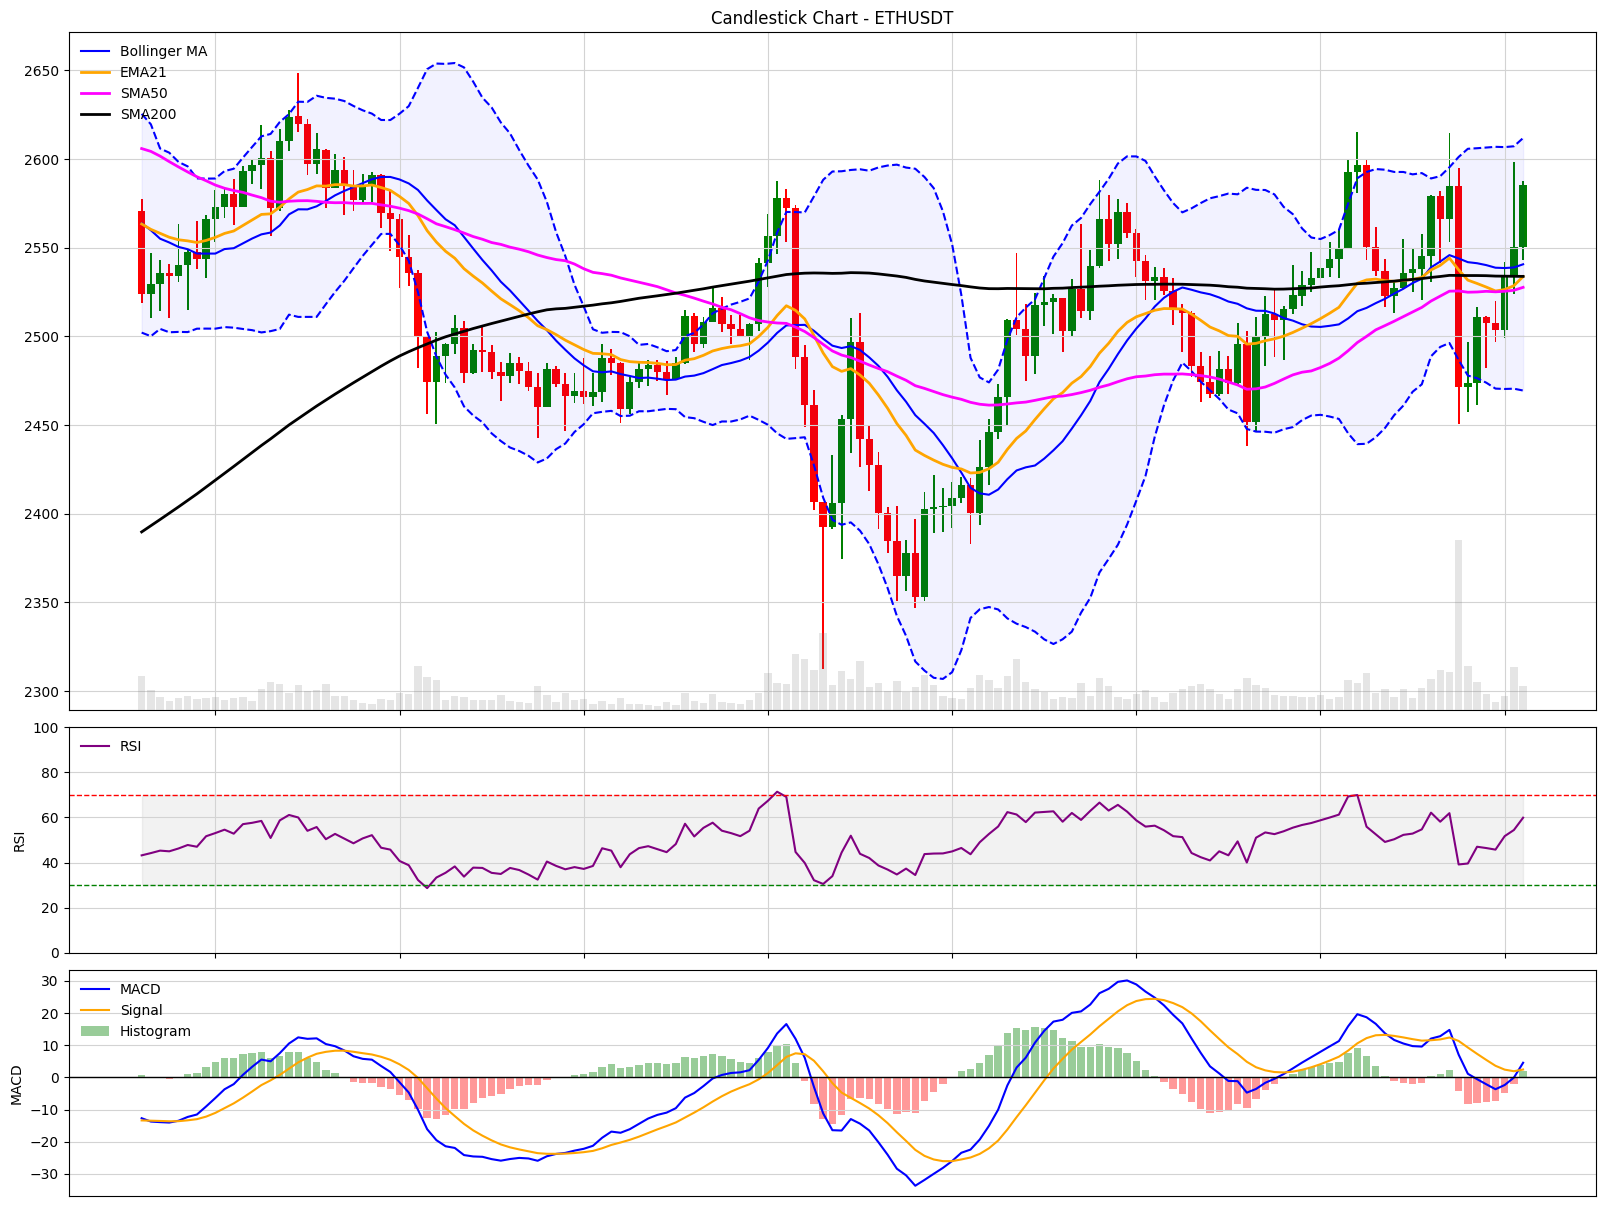 Candlestick Chart - ETHUSDT
Bollinger MA
EMA21
SMA50
SMA200
2650
2600
2550
2500
2450
2400
2350
2300
RSI
100
80
60
40
20
0
RSI
MACD
Signal
Histogram
30
20
10
0
−10
−20
−30
MACD